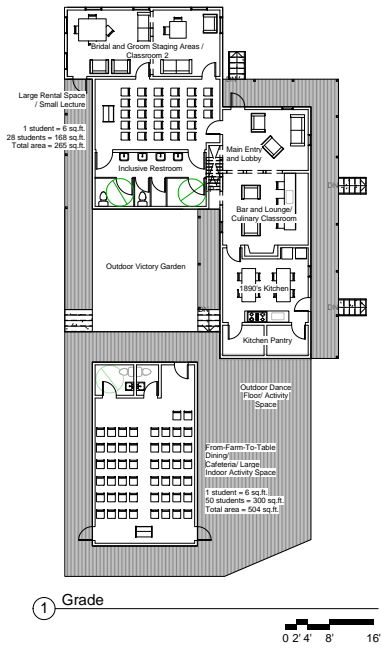 Bridal and Groom Staging Areas /
Classroom 2
Large Rental Space
/ Small Lecture
1 student = 6 sq.ft.
28 students = 168 sq.ft.
Total area = 265 sq.ft.
Main Entry
and Lobby
Inclusive Restroom
DN
Bar and Lounge/
Culinary Classroom
Outdoor Victory Garden
1890's Kitchen
DN
Kitchen Pantry
Outdoor Dance
Floor/ Activity
Space
From-Farm-To-Table
Dining/
Cafeteria/ Large
Indoor Activity Space
1 student = 6 sq.ft.
50 students = 300 sq.ft.
Total area = 504 sq.ft.
1 Grade
0 2' 4' 8' 16'